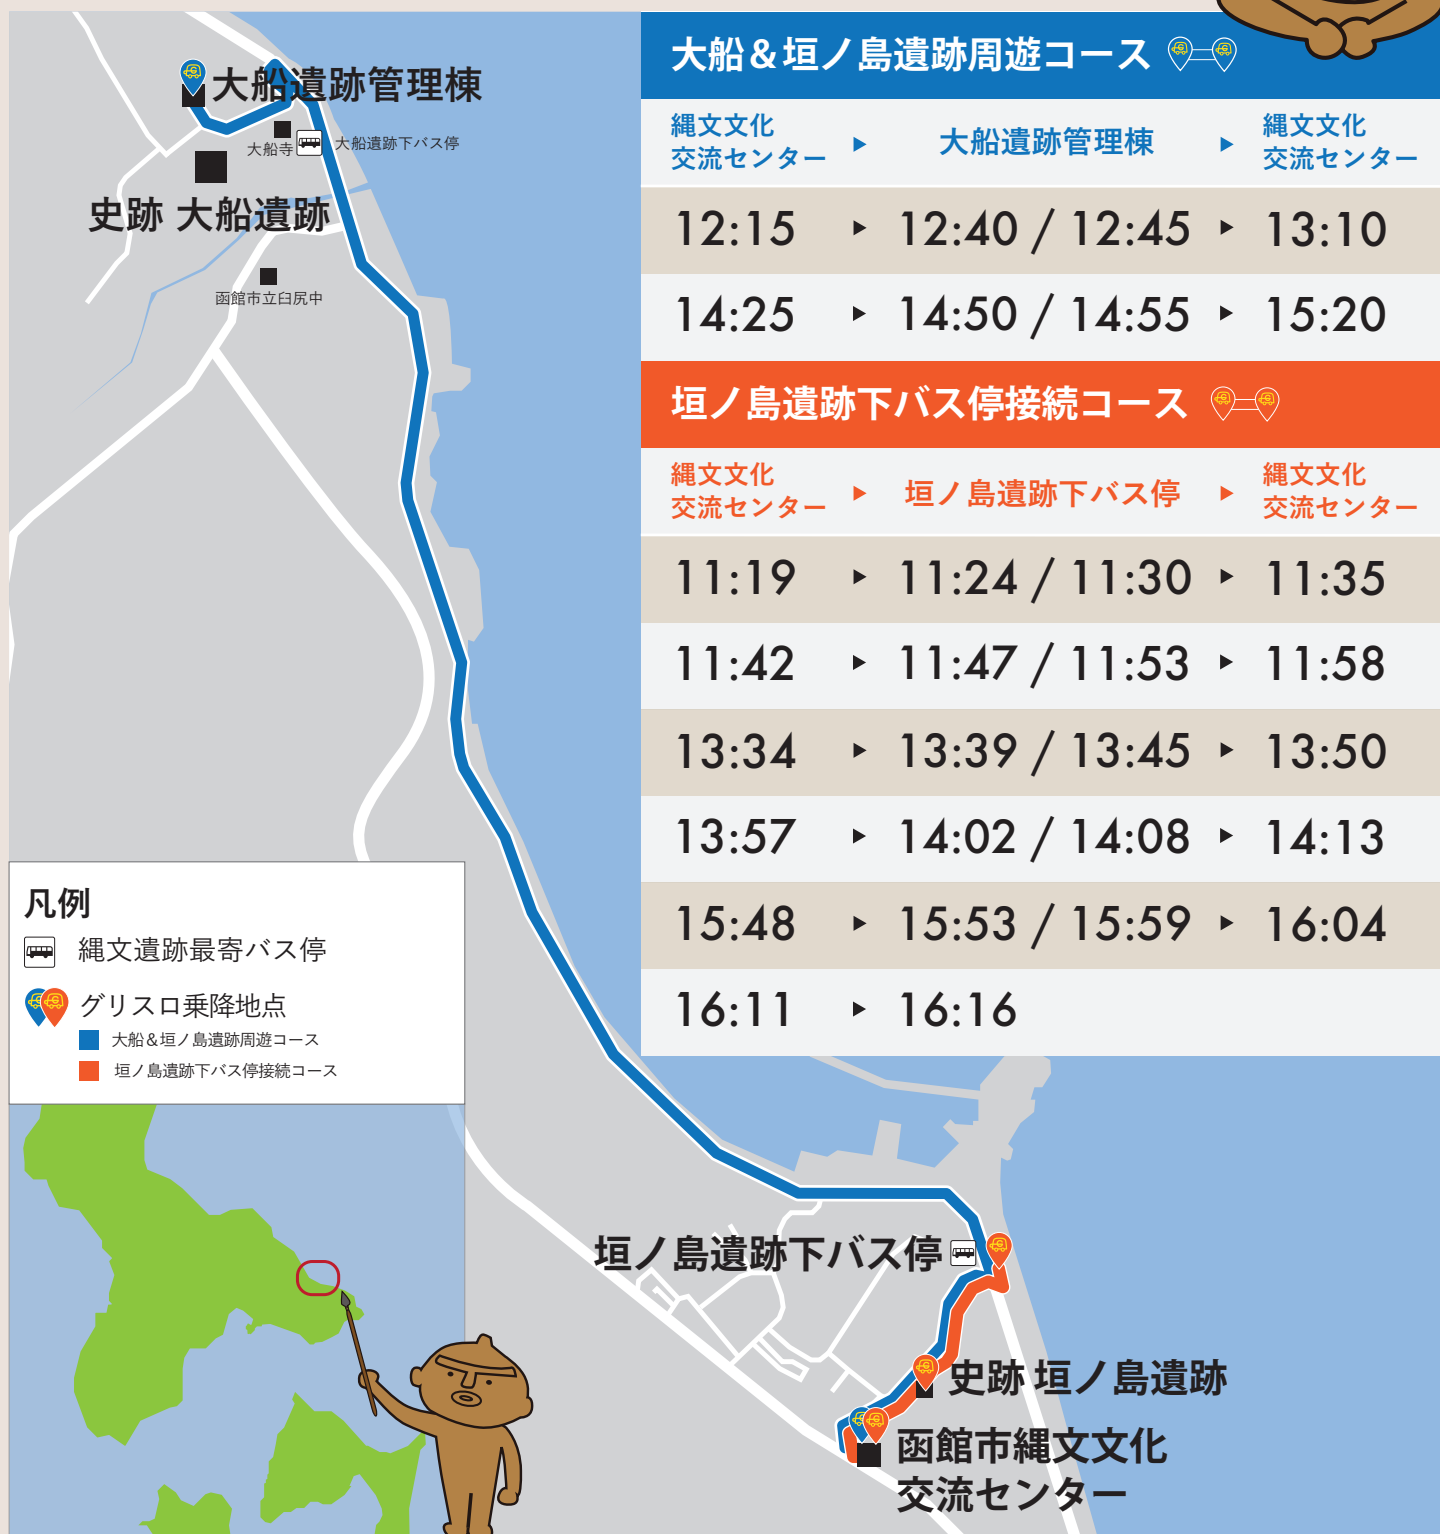 大船遺跡管理棟
大船寺
大船遺跡下バス停
史跡 大船遺跡
函館市立臼尻中
大船&垣ノ島遺跡周遊コース
縄文文化
交流センター
大船遺跡管理棟
縄文文化
交流センター
12:15 ▶ 12:40 / 12:45 ▶ 13:10
14:25 ▶ 14:50 / 14:55 ▶ 15:20
垣ノ島遺跡下バス停接続コース
縄文文化
交流センター
垣ノ島遺跡下バス停
縄文文化
交流センター
11:19 ▶ 11:24 / 11:30 ▶ 11:35
11:42 ▶ 11:47 / 11:53 ▶ 11:58
13:34 ▶ 13:39 / 13:45 ▶ 13:50
13:57 ▶ 14:02 / 14:08 ▶ 14:13
15:48 ▶ 15:53 / 15:59 ▶ 16:04
16:11 ▶ 16:16
凡例
縄文遺跡最寄バス停
グリスロ乗降地点
大船&垣ノ島遺跡周遊コース
垣ノ島遺跡下バス停接続コース
垣ノ島遺跡下バス停
史跡 垣ノ島遺跡
函館市縄文文化
交流センター